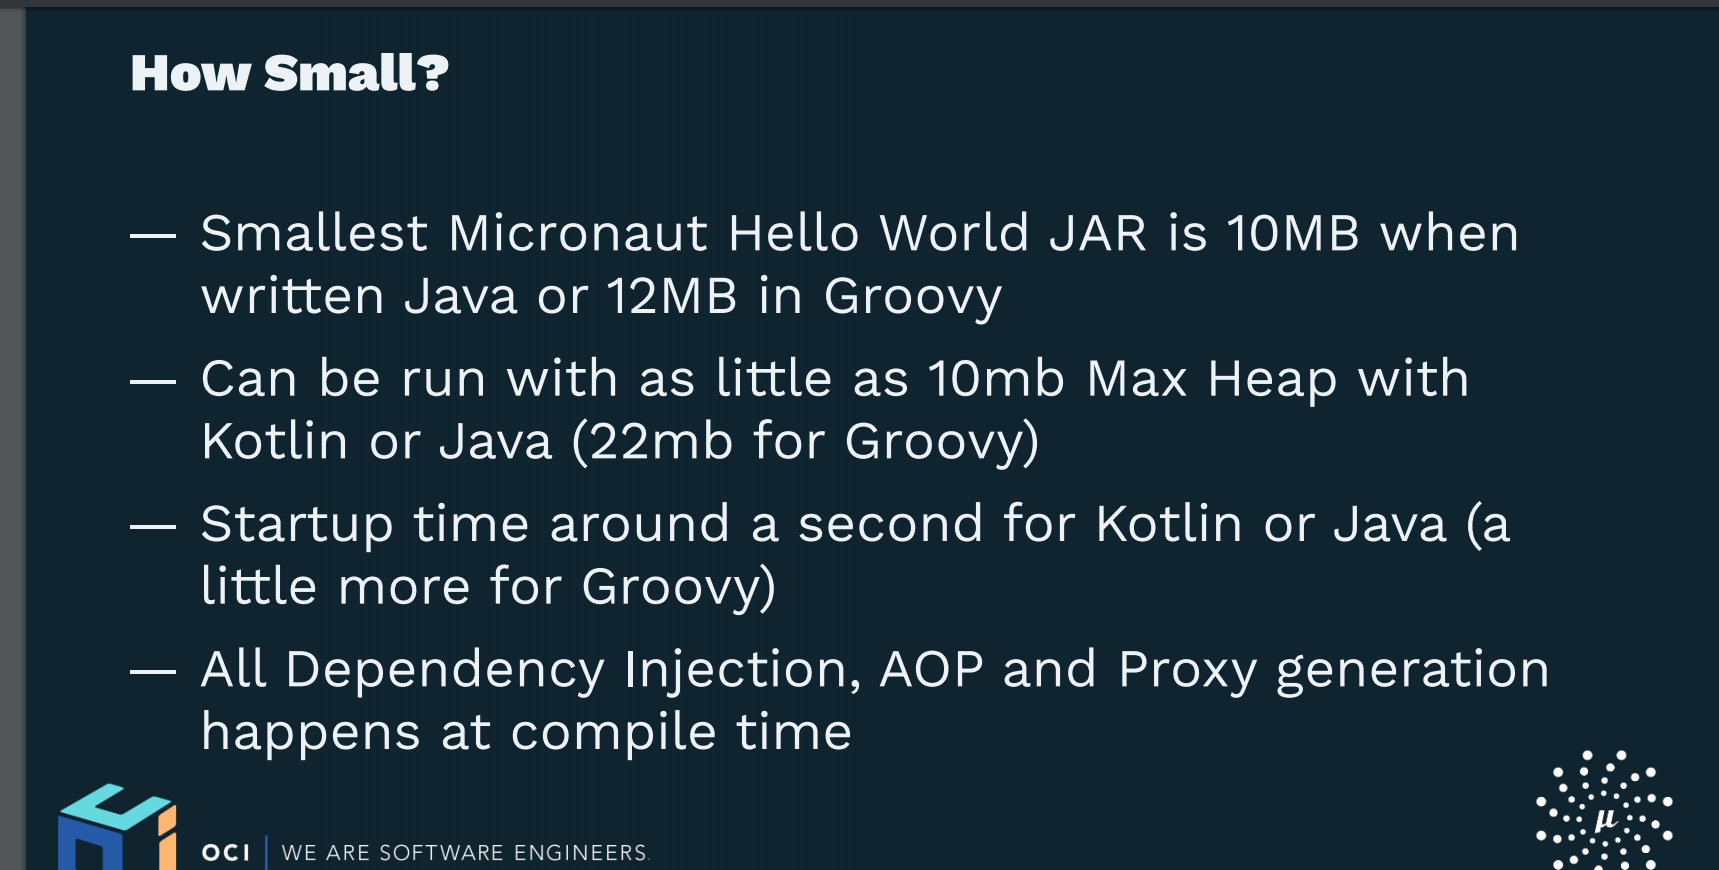 How Small?
— Smallest Micronaut Hello World JAR is 10MB when
written Java or 12MB in Groovy
— Can be run with as little as 10mb Max Heap with
Kotlin or Java (22mb for Groovy)
— Startup time around a second for Kotlin or Java (a
little more for Groovy)
— All Dependency Injection, AOP and Proxy generation
happens at compile time
OCI | WE ARE SOFTWARE ENGINEERS.
μ